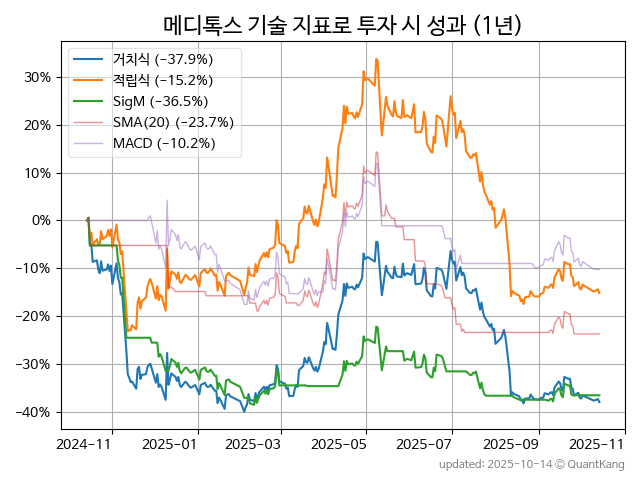 메디톡스 기술 지표로 투자 시 성과 (1년)
거치식 (−37.9%)
적립식 (−15.2%)
SigM (−36.5%)
SMA(20) (−23.7%)
MACD (−10.2%)
30%
20%
10%
0%
−10%
−20%
−30%
−40%
2024-11 2025-01 2025-03 2025-05 2025-07 2025-09 2025-11
updated: 2025-10-14 © QuantKang